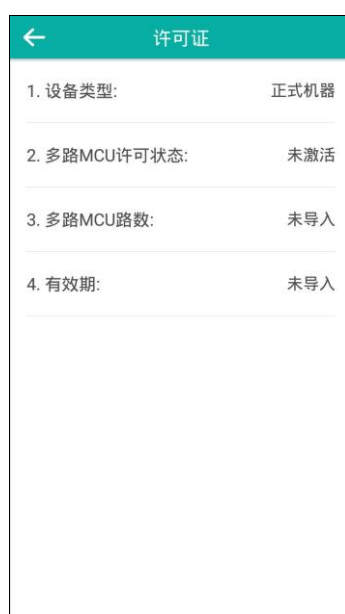 许可证
1. 设备类型: 正式机器
2. 多路MCU许可状态: 未激活
3. 多路MCU路数: 未导入
4. 有效期: 未导入